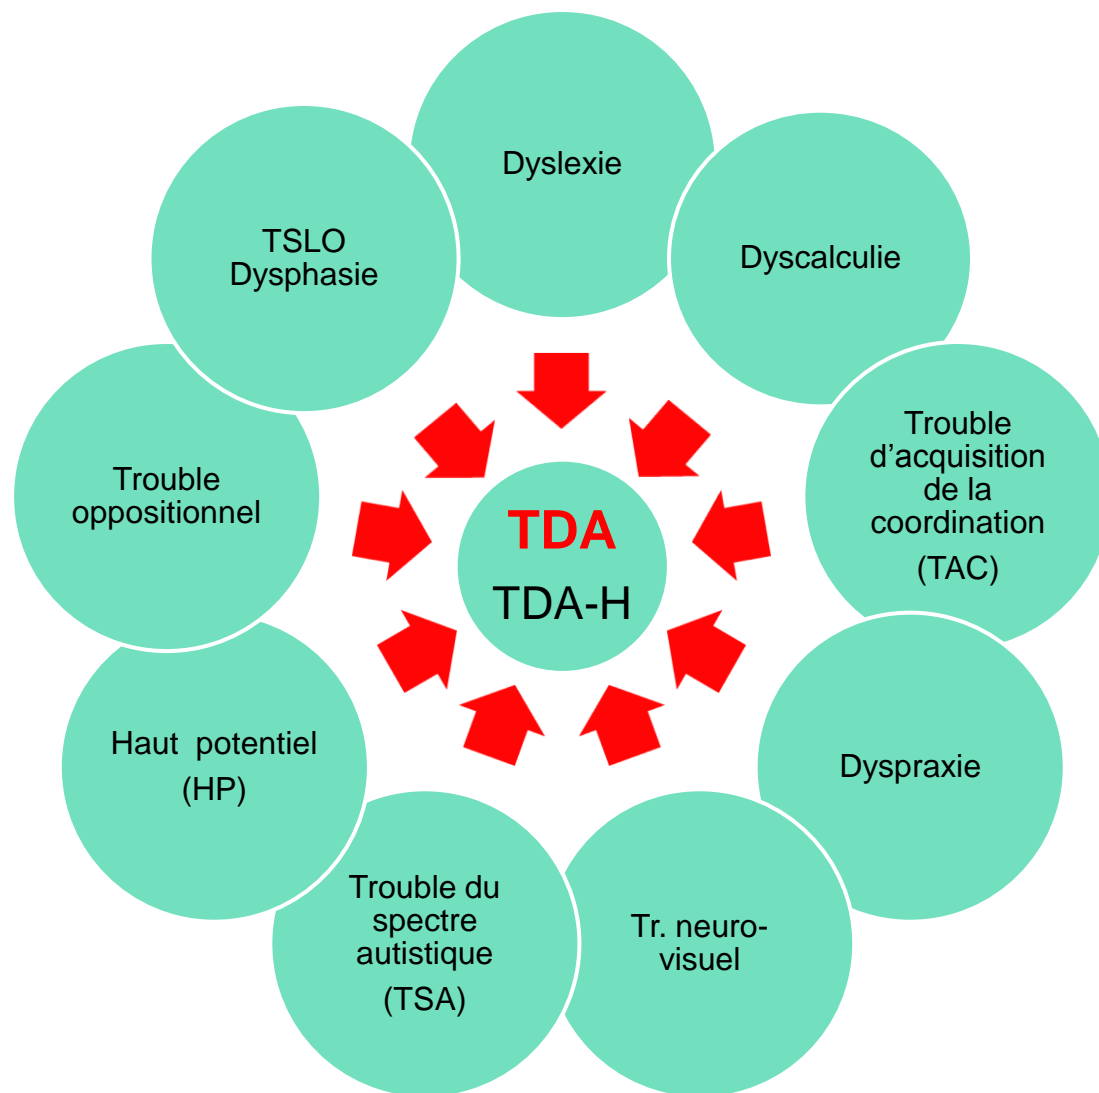 Dyslexie
Dyscalculie
Trouble
d’acquisition
de la
coordination
(TAC)
Dyspraxie
Tr. neuro-
visuel
Trouble du
spectre
autistique
(TSA)
Haut potentiel
(HP)
Trouble
oppositionnel
TSLO
Dysphasie
TDA
TDA-H